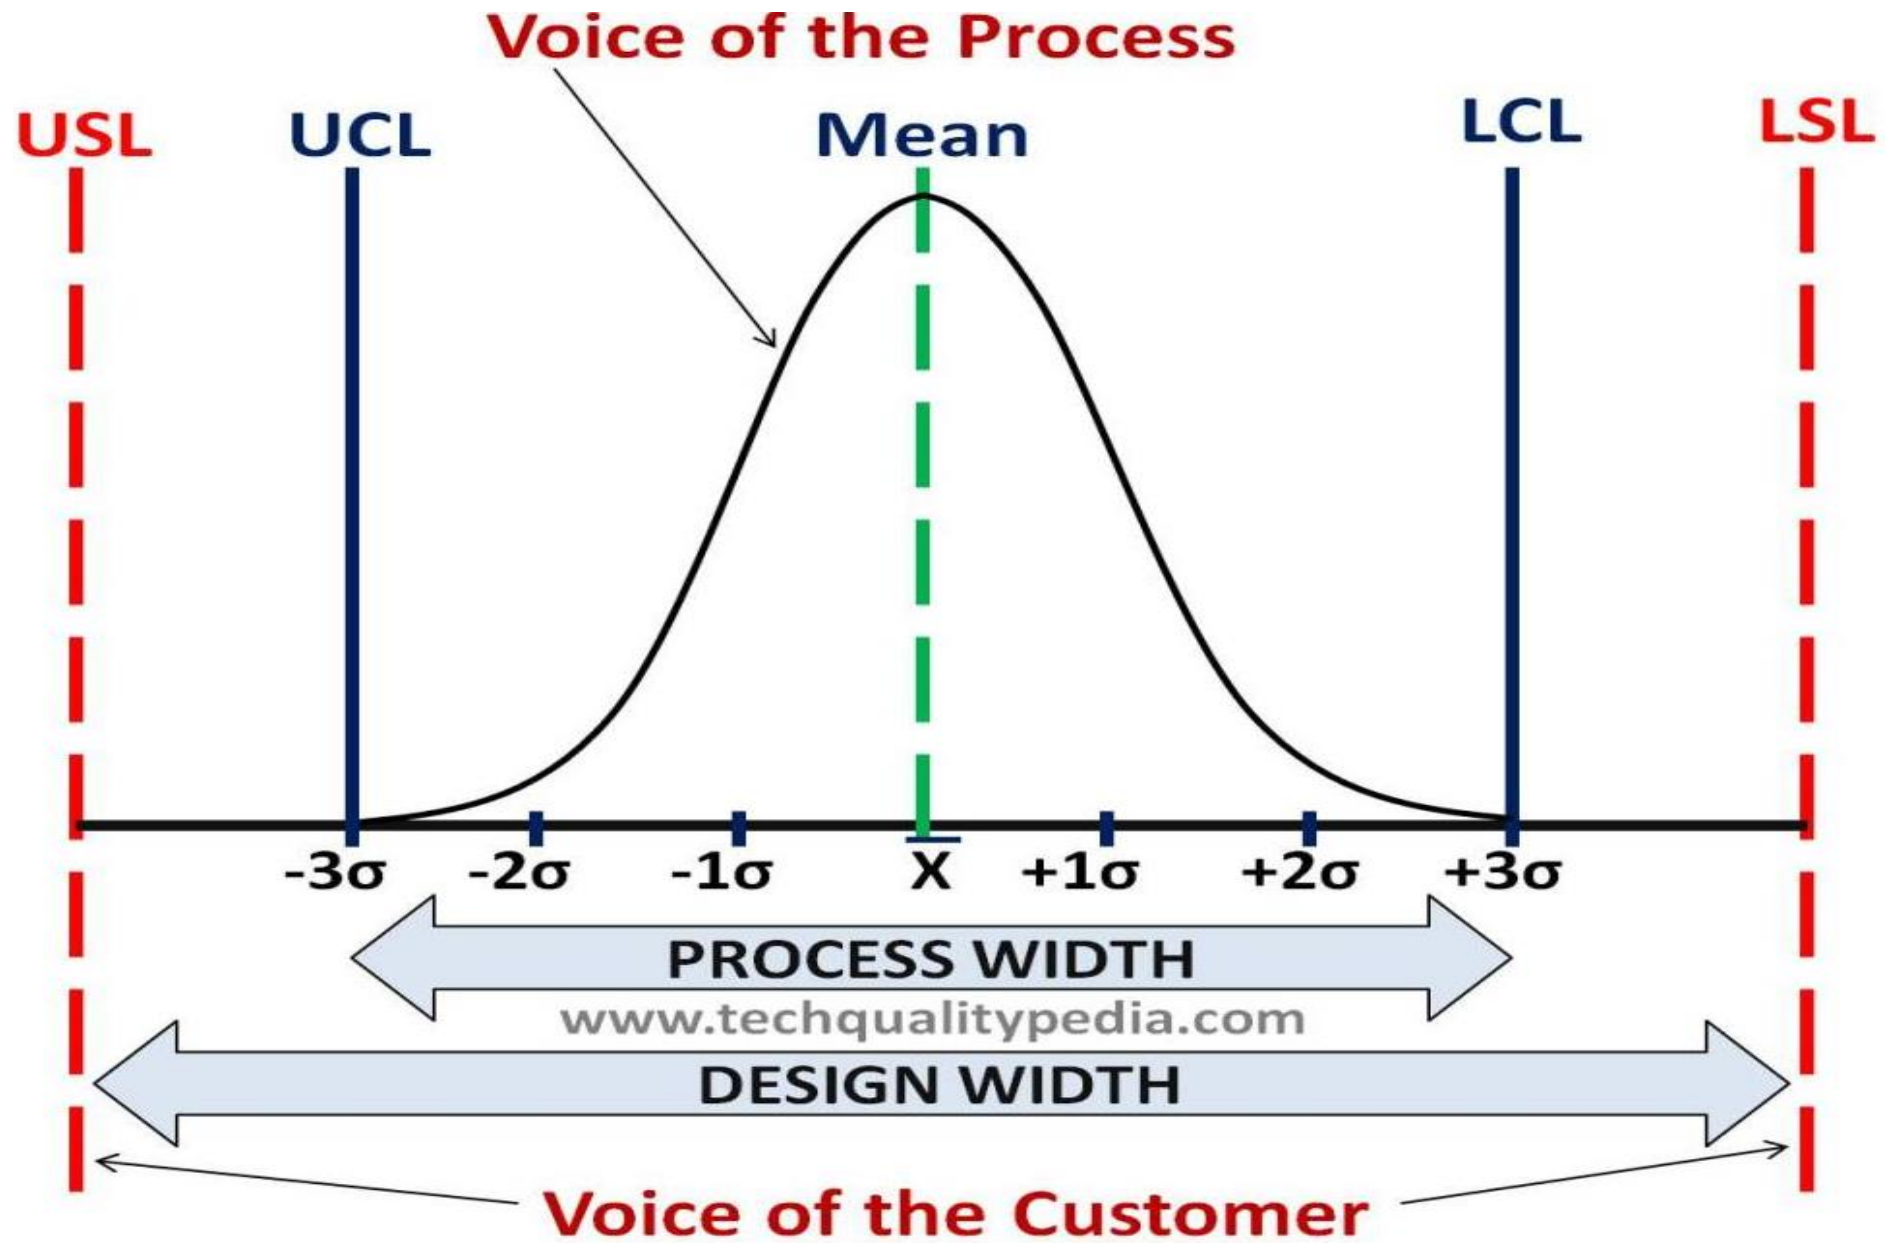 Voice of the Process
USL UCL Mean LCL LSL
-3σ -2σ -1σ X̅ +1σ +2σ +3σ
PROCESS WIDTH
www.techqualitypedia.com
DESIGN WIDTH
Voice of the Customer